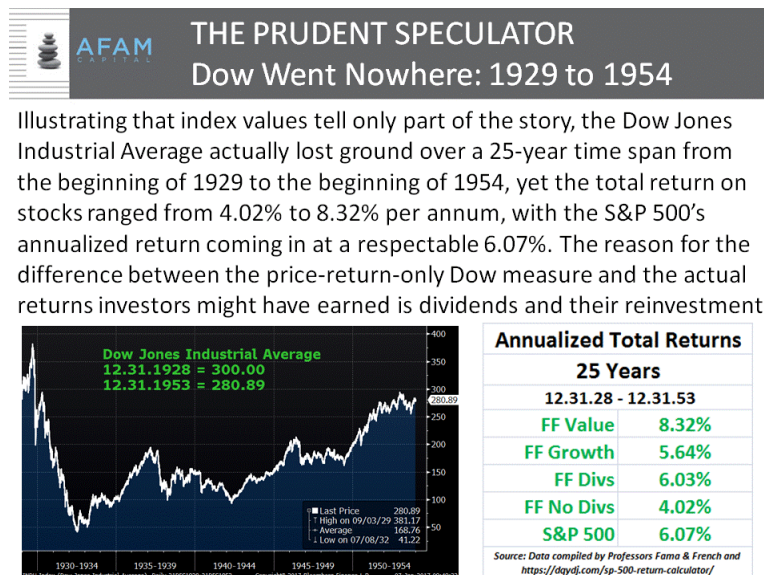 AFAM
CAPITAL
THE PRUDENT SPECULATOR
Dow Went Nowhere: 1929 to 1954
Illustrating that index values tell only part of the story, the Dow Jones
Industrial Average actually lost ground over a 25-year time span from
the beginning of 1929 to the beginning of 1954, yet the total return on
stocks ranged from 4.02% to 8.32% per annum, with the S&P 500's
annualized return coming in at a respectable 6.07%. The reason for the
difference between the price-return-only Dow measure and the actual
returns investors might have earned is dividends and their reinvestment
Dow Jones Industrial Average
12.31.1928 = 300.00
12.31.1953 = 280.89
400
350
300
280.89
250
200
150
100
50
Last Price 280.89
High on 09/03/29 381.17
Average 168.76
Low on 07/08/32 41.22
1930-1934 1935-1939 1940-1944 1945-1949 1950-1954
Annualized Total Returns
25 Years
12.31.28 - 12.31.53
FF Value 8.32%
FF Growth 5.64%
FF Divs 6.03%
FF No Divs 4.02%
S&P 500 6.07%
Source: Data compiled by Professors Fama & French and
https://dqydj.com/sp-500-return-calculator/